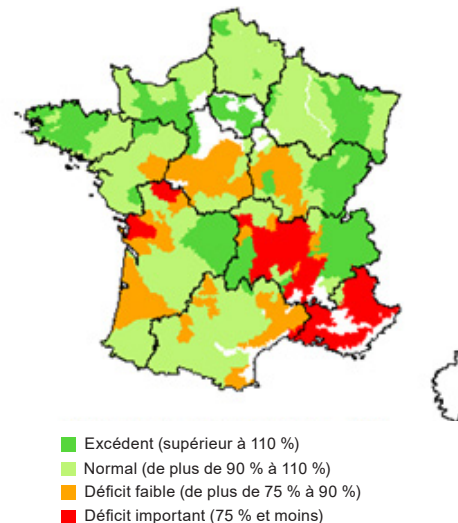 Excédent (supérieur à 110 %)
Normal (de plus de 90 % à 110 %)
Déficit faible (de plus de 75 % à 90 %)
Déficit important (75 % et moins)